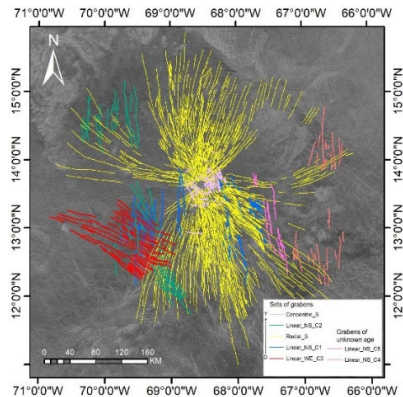 71°0'0"W 70°0'0"W 69°0'0"W 68°0'0"W 67°0'0"W 66°0'0"W
N
15°0'0"N 15°0'0"N
14°0'0"N 14°0'0"N
13°0'0"N 13°0'0"N
12°0'0"N 12°0'0"N
Sets of grabens
Y
Concentric_S
Linear_NS_C2
Radial_S
Linear_NS_C1
Linear_WE_C3
O
Grabens of
unknown age
Linear_NS_C5
Linear_NS_C4
0 20 40 80 120 160
KM
71°0'0"W 70°0'0"W 69°0'0"W 68°0'0"W 67°0'0"W 66°0'0"W